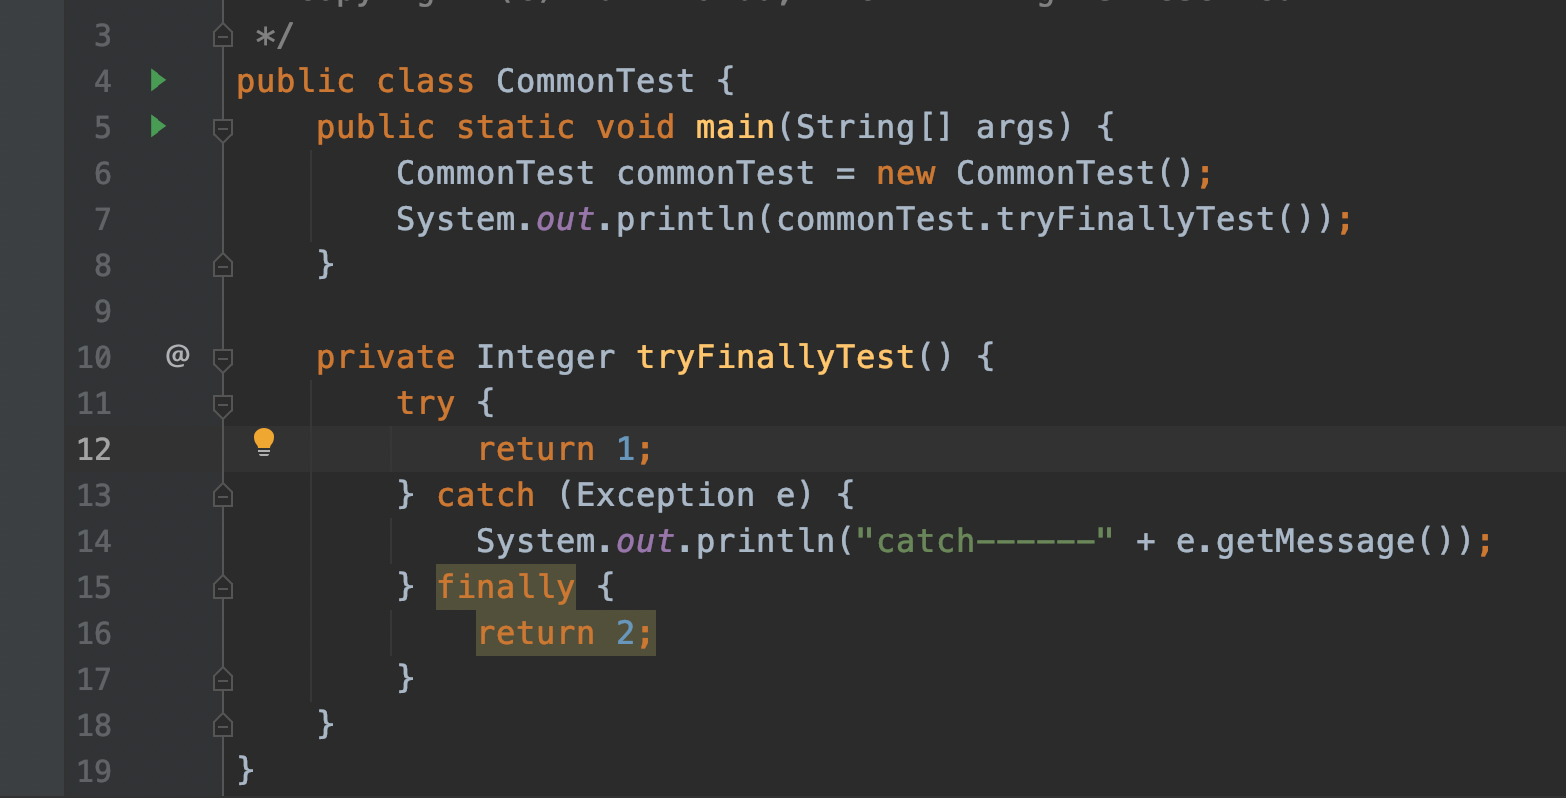 3 */
4 public class CommonTest {
5 public static void main(String[] args) {
6 CommonTest commonTest = new CommonTest();
7 System.out.println(commonTest.tryFinallyTest());
8 }
9
10 @ private Integer tryFinallyTest() {
11 try {
12 return 1;
13 } catch (Exception e) {
14 System.out.println("catch------" + e.getMessage());
15 } finally {
16 return 2;
17 }
18 }
19 }